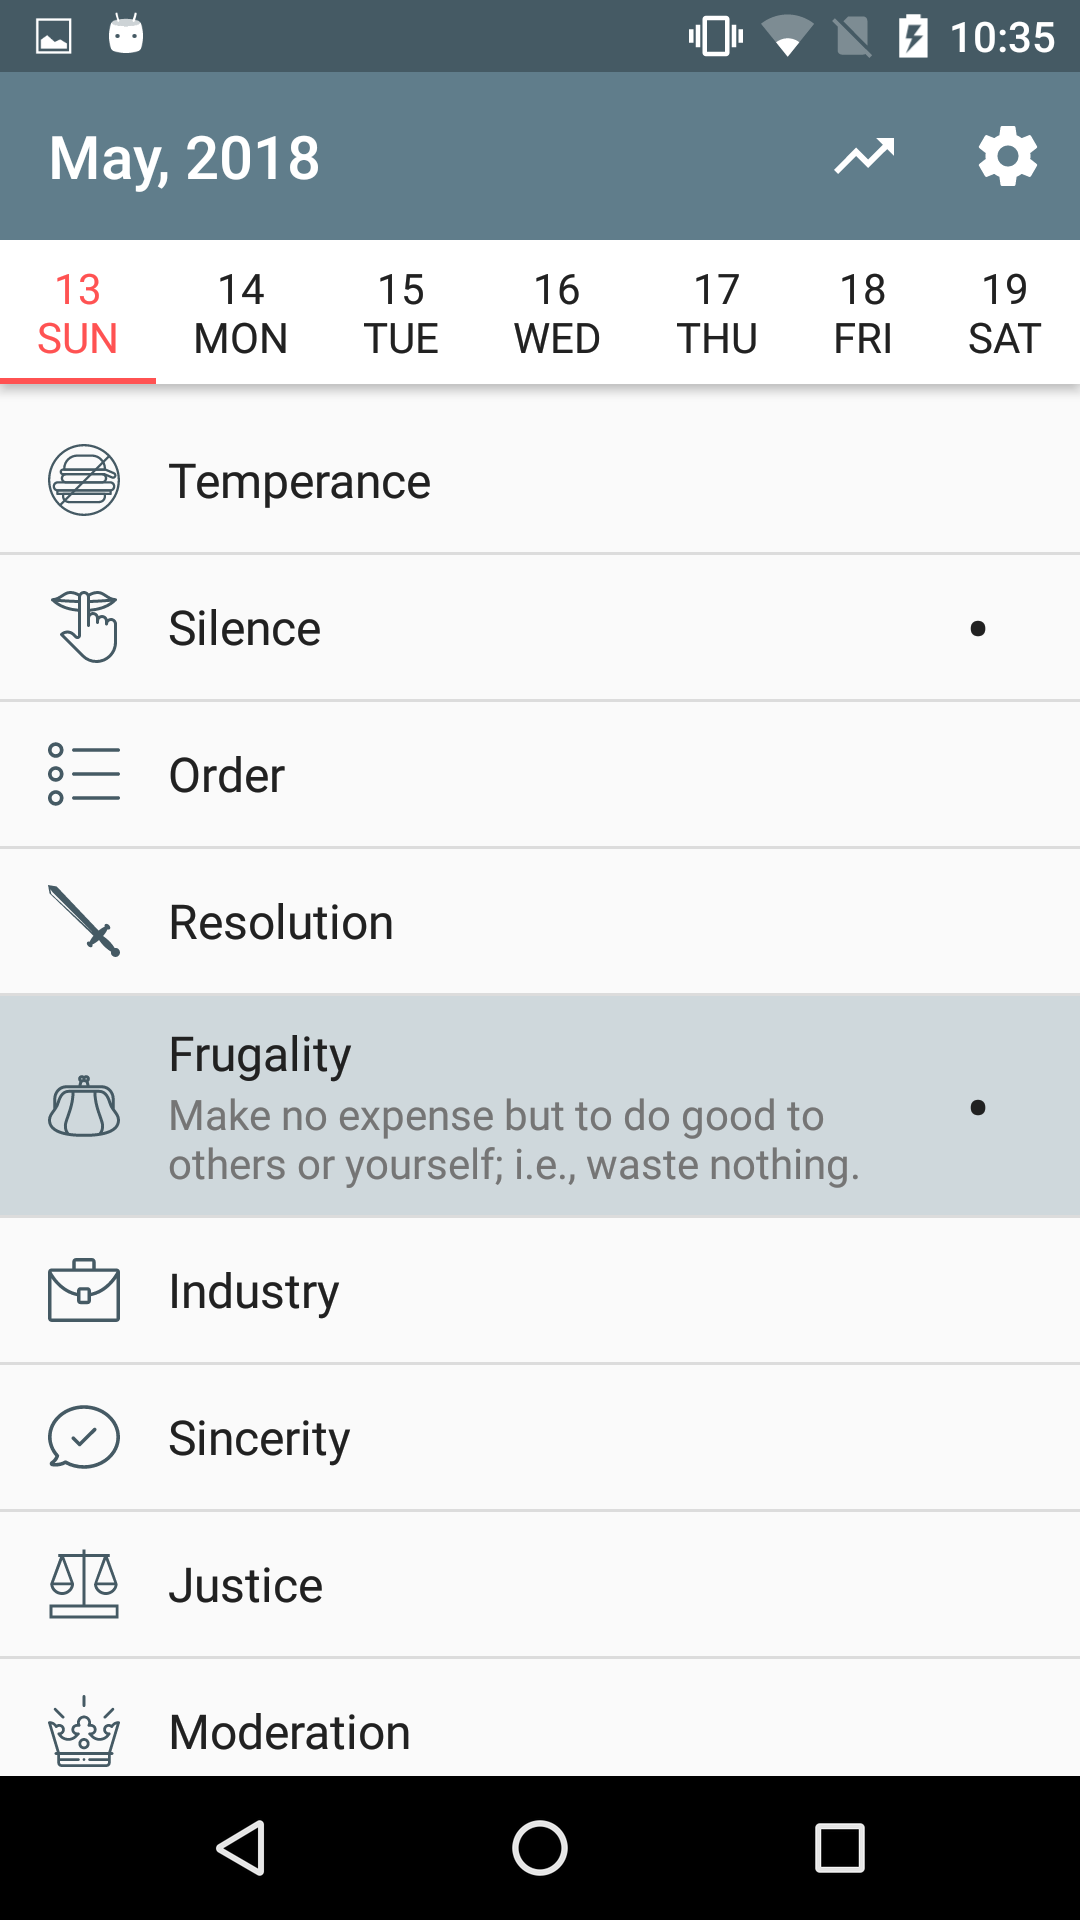 10:35
May, 2018
13 14 15 16 17 18 19
SUN MON TUE WED THU FRI SAT
Temperance
Silence •
Order
Resolution
Frugality
Make no expense but to do good to •
others or yourself; i.e., waste nothing.
Industry
Sincerity
Justice
Moderation